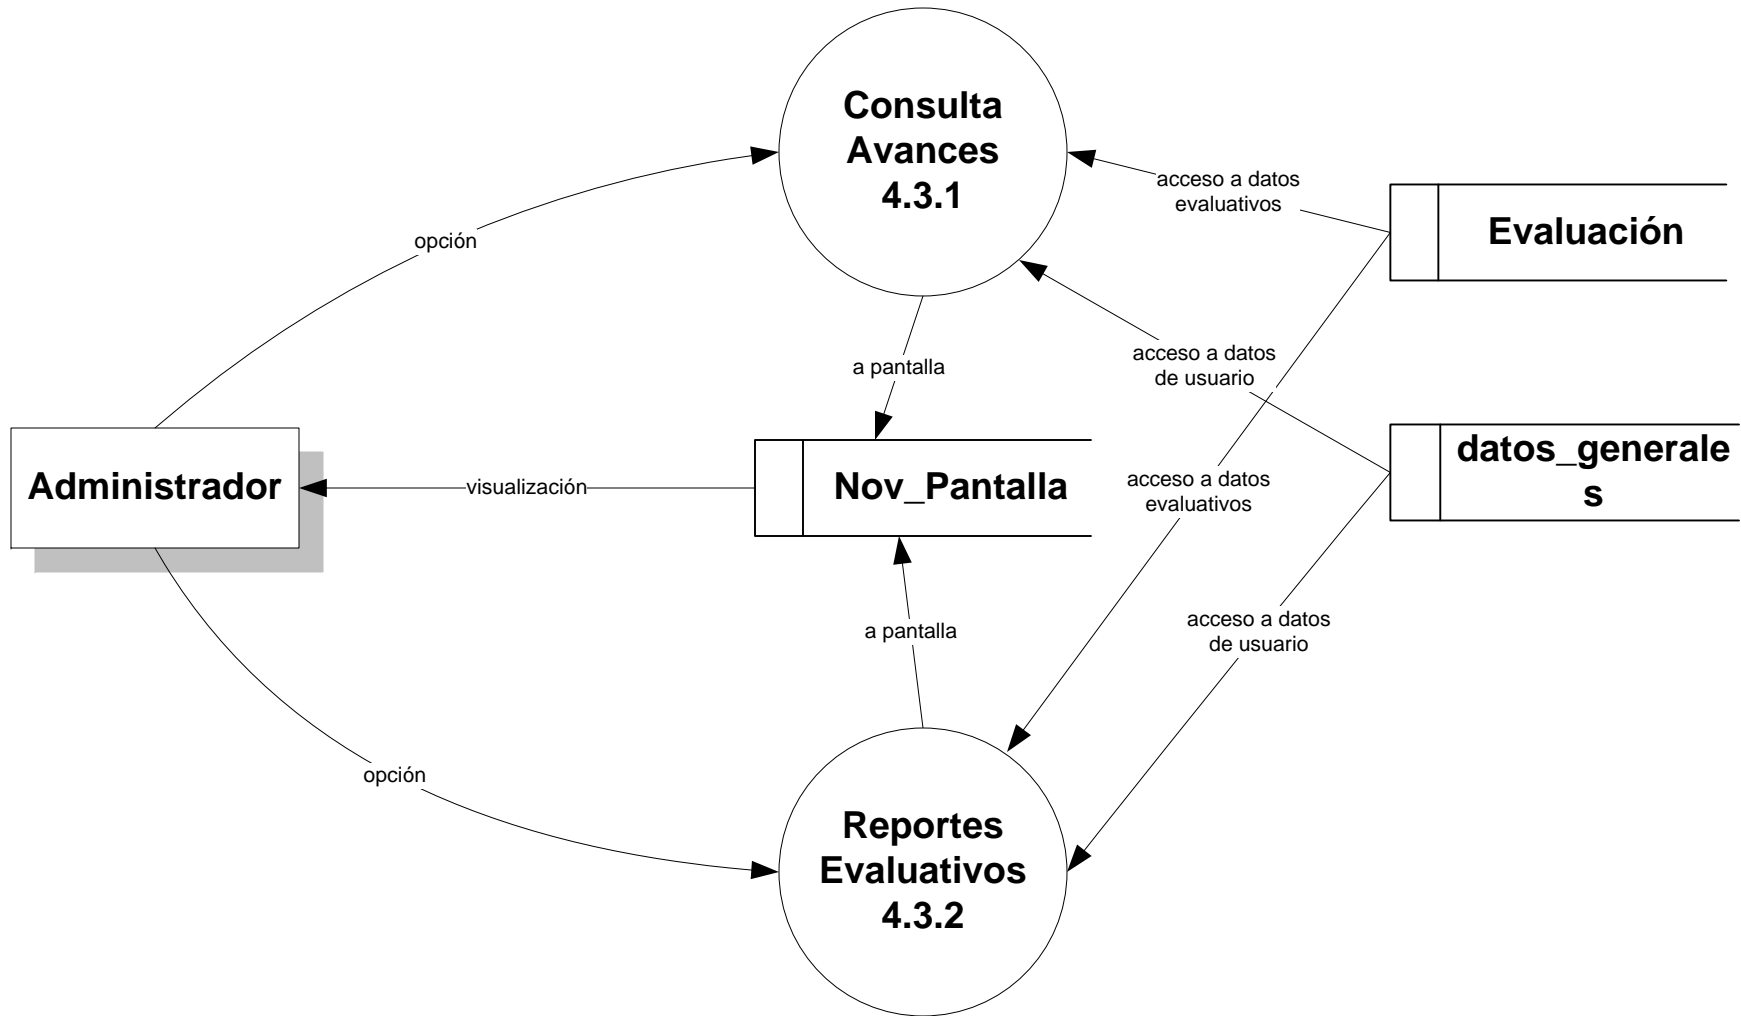 Consulta
Avances
4.3.1
acceso a datos
evaluativos
Evaluación
opción
acceso a datos
de usuario
a pantalla
Administrador
visualización
Nov_Pantalla
acceso a datos
evaluativos
datos_generale
s
a pantalla
acceso a datos
de usuario
opción
Reportes
Evaluativos
4.3.2